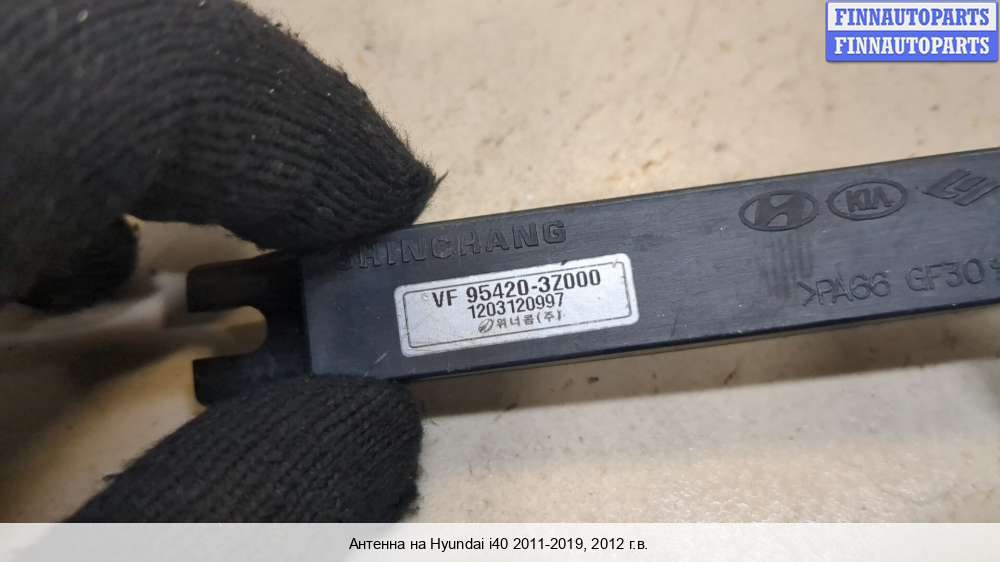 FINNAUTOPARTS
FINNAUTOPARTS
KIA
SHINCHANG
VF 95420-3Z000
1203120997
위너콤(주)
>PA66 GF30
Антенна на Hyundai i40 2011-2019, 2012 г.в.